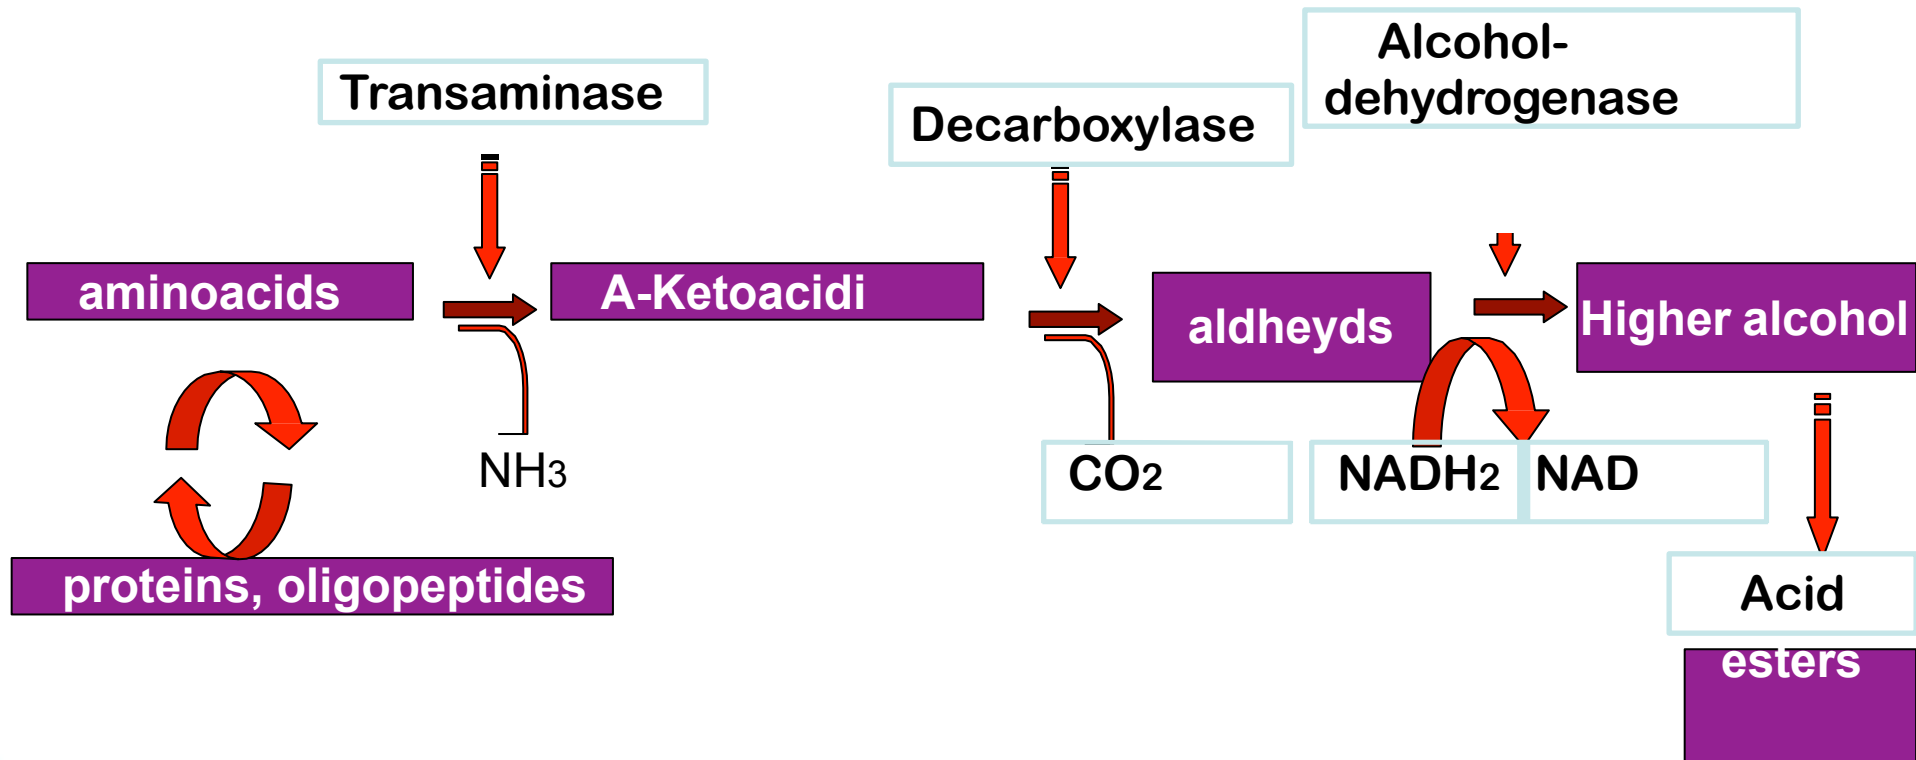 Alcohol-
dehydrogenase
Transaminase
Decarboxylase
aminoacids
A-Ketoacidi
aldheyds
Higher alcohol
NH3
CO2
NADH2
NAD
proteins, oligopeptides
Acid
esters